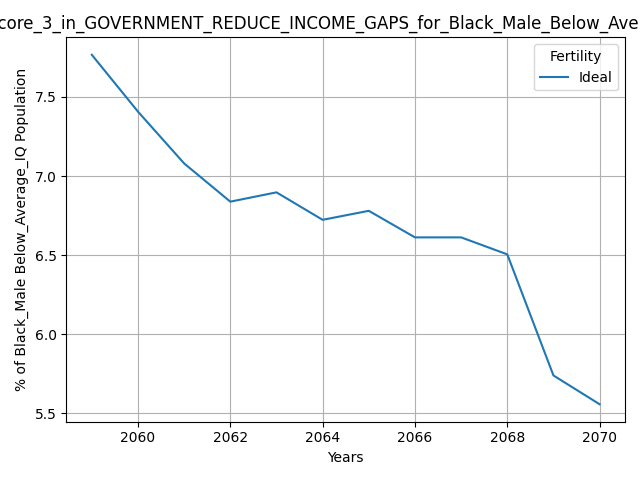 core_3_in_GOVERNMENT_REDUCE_INCOME_GAPS_for_Black_Male_Below_Ave
Fertility
Ideal
% of Black_Male Below_Average_IQ Population
7.5
7.0
6.5
6.0
5.5
2060
2062
2064
2066
2068
2070
Years